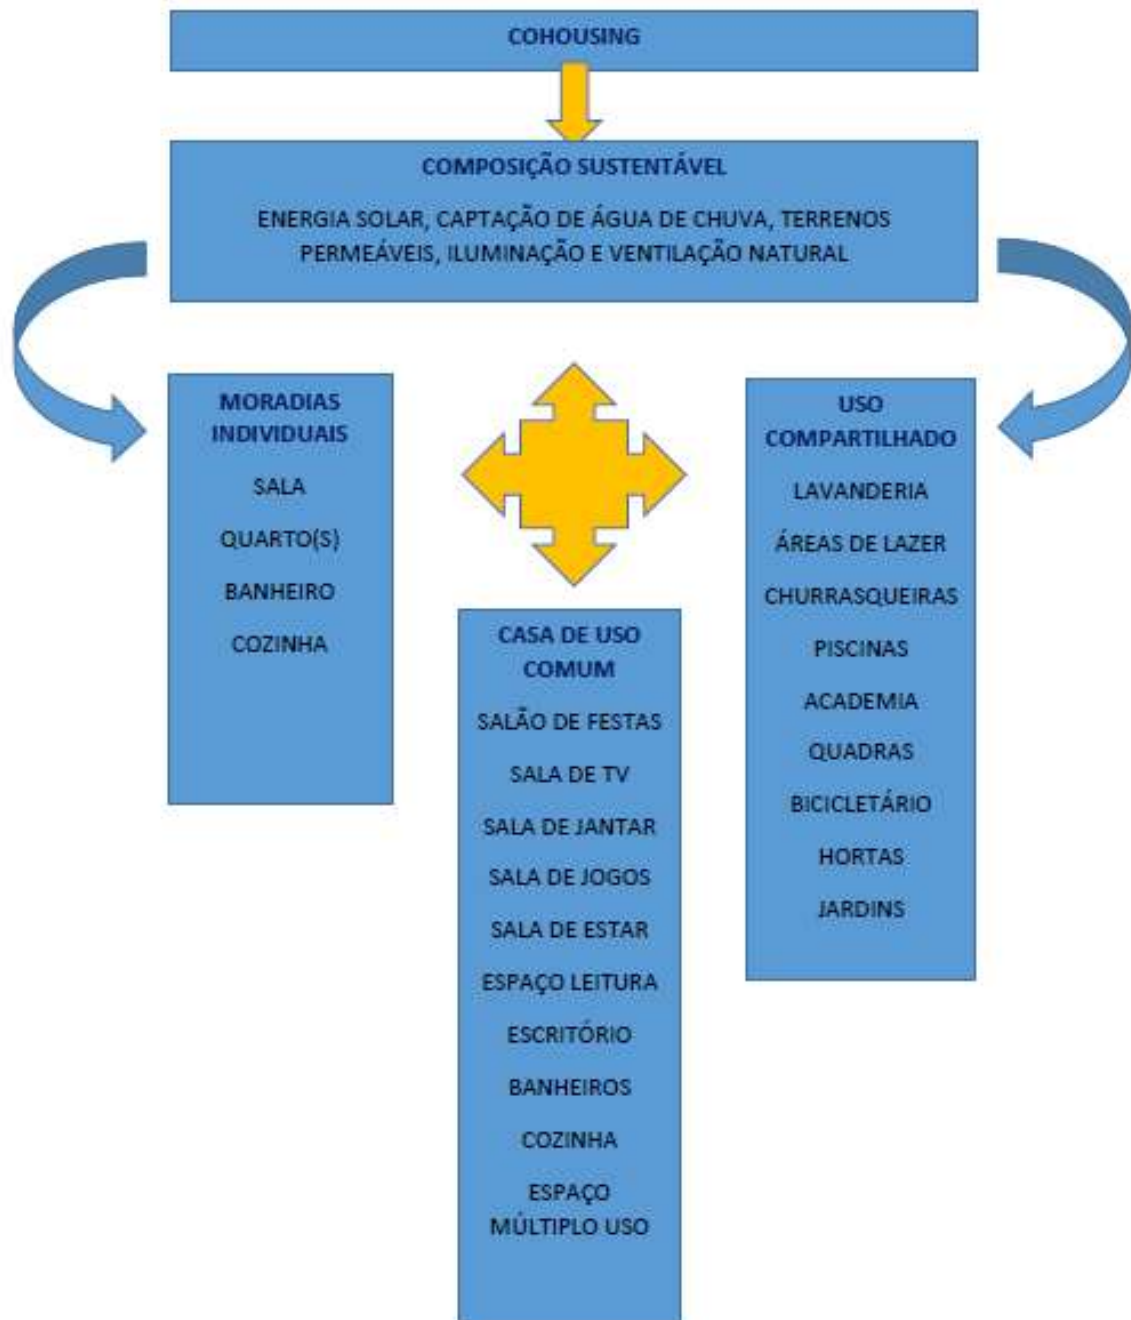 COHOUSING
COMPOSIÇÃO SUSTENTÁVEL
ENERGIA SOLAR, CAPTAÇÃO DE ÁGUA DE CHUVA, TERRENOS
PERMEÁVEIS, ILUMINAÇÃO E VENTILAÇÃO NATURAL
MORADIAS
INDIVIDUAIS
SALA
QUARTO(S)
BANHEIRO
COZINHA
CASA DE USO
COMUM
SALÃO DE FESTAS
SALA DE TV
SALA DE JANTAR
SALA DE JOGOS
SALA DE ESTAR
ESPAÇO LEITURA
ESCRITÓRIO
BANHEIROS
COZINHA
ESPAÇO
MÚLTIPLO USO
USO
COMPARTILHADO
LAVANDERIA
ÁREAS DE LAZER
CHURRASQUEIRAS
PISCINAS
ACADEMIA
QUADRAS
BICICLETÁRIO
HORTAS
JARDINS